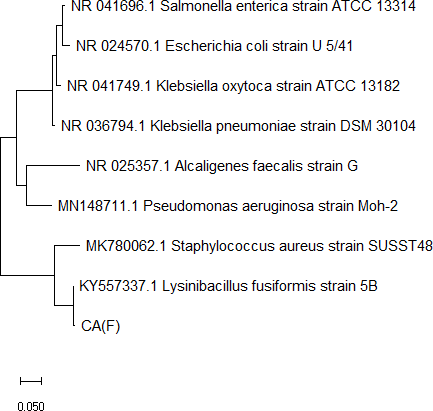 NR 041696.1 Salmonella enterica strain ATCC 13314
NR 024570.1 Escherichia coli strain U 5/41
NR 041749.1 Klebsiella oxytoca strain ATCC 13182
NR 036794.1 Klebsiella pneumoniae strain DSM 30104
NR 025357.1 Alcaligenes faecalis strain G
MN148711.1 Pseudomonas aeruginosa strain Moh-2
MK780062.1 Staphylococcus aureus strain SUSST48
KY557337.1 Lysinibacillus fusiformis strain 5B
CA(F)
0.050